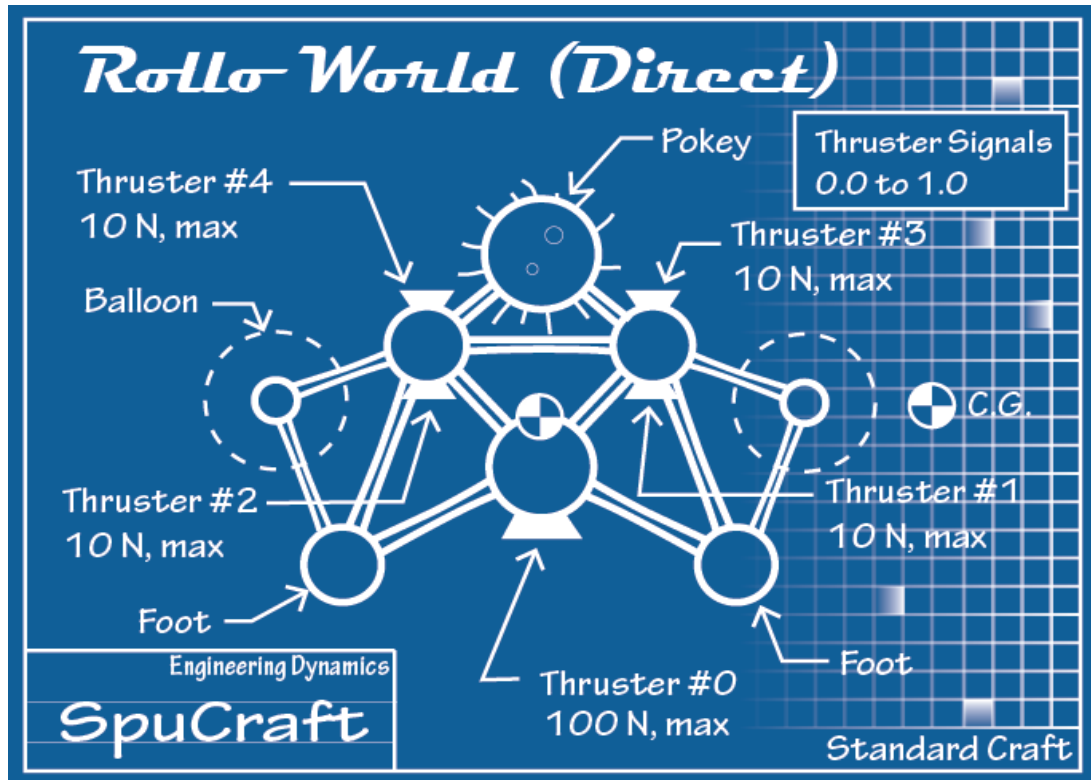 Rollo World (Direct)
Pokey
Thruster Signals
0.0 to 1.0
Thruster #4
10 N, max
Thruster #3
10 N, max
Balloon
C.G.
Thruster #2
10 N, max
Thruster #1
10 N, max
Foot
Foot
Engineering Dynamics
SpuCraft
Thruster #0
100 N, max
Standard Craft